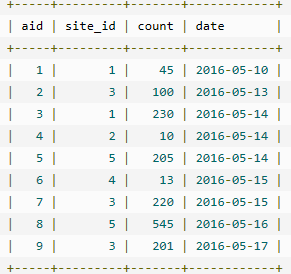 +-----+---------+-------+------------+
| aid | site_id | count | date       |
+-----+---------+-------+------------+
|   1 |       1 |    45 | 2016-05-10 |
|   2 |       3 |   100 | 2016-05-13 |
|   3 |       1 |   230 | 2016-05-14 |
|   4 |       2 |    10 | 2016-05-14 |
|   5 |       5 |   205 | 2016-05-14 |
|   6 |       4 |    13 | 2016-05-15 |
|   7 |       3 |   220 | 2016-05-15 |
|   8 |       5 |   545 | 2016-05-16 |
|   9 |       3 |   201 | 2016-05-17 |
+-----+---------+-------+------------+